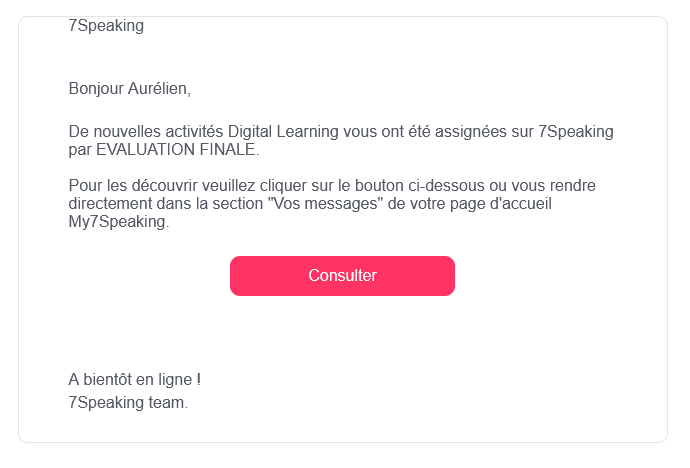 7Speaking
Bonjour Aurélien,
De nouvelles activités Digital Learning vous ont été assignées sur 7Speaking
par EVALUATION FINALE.
Pour les découvrir veuillez cliquer sur le bouton ci-dessous ou vous rendre
directement dans la section "Vos messages" de votre page d'accueil
My7Speaking.
Consulter
A bientôt en ligne !
7Speaking team.